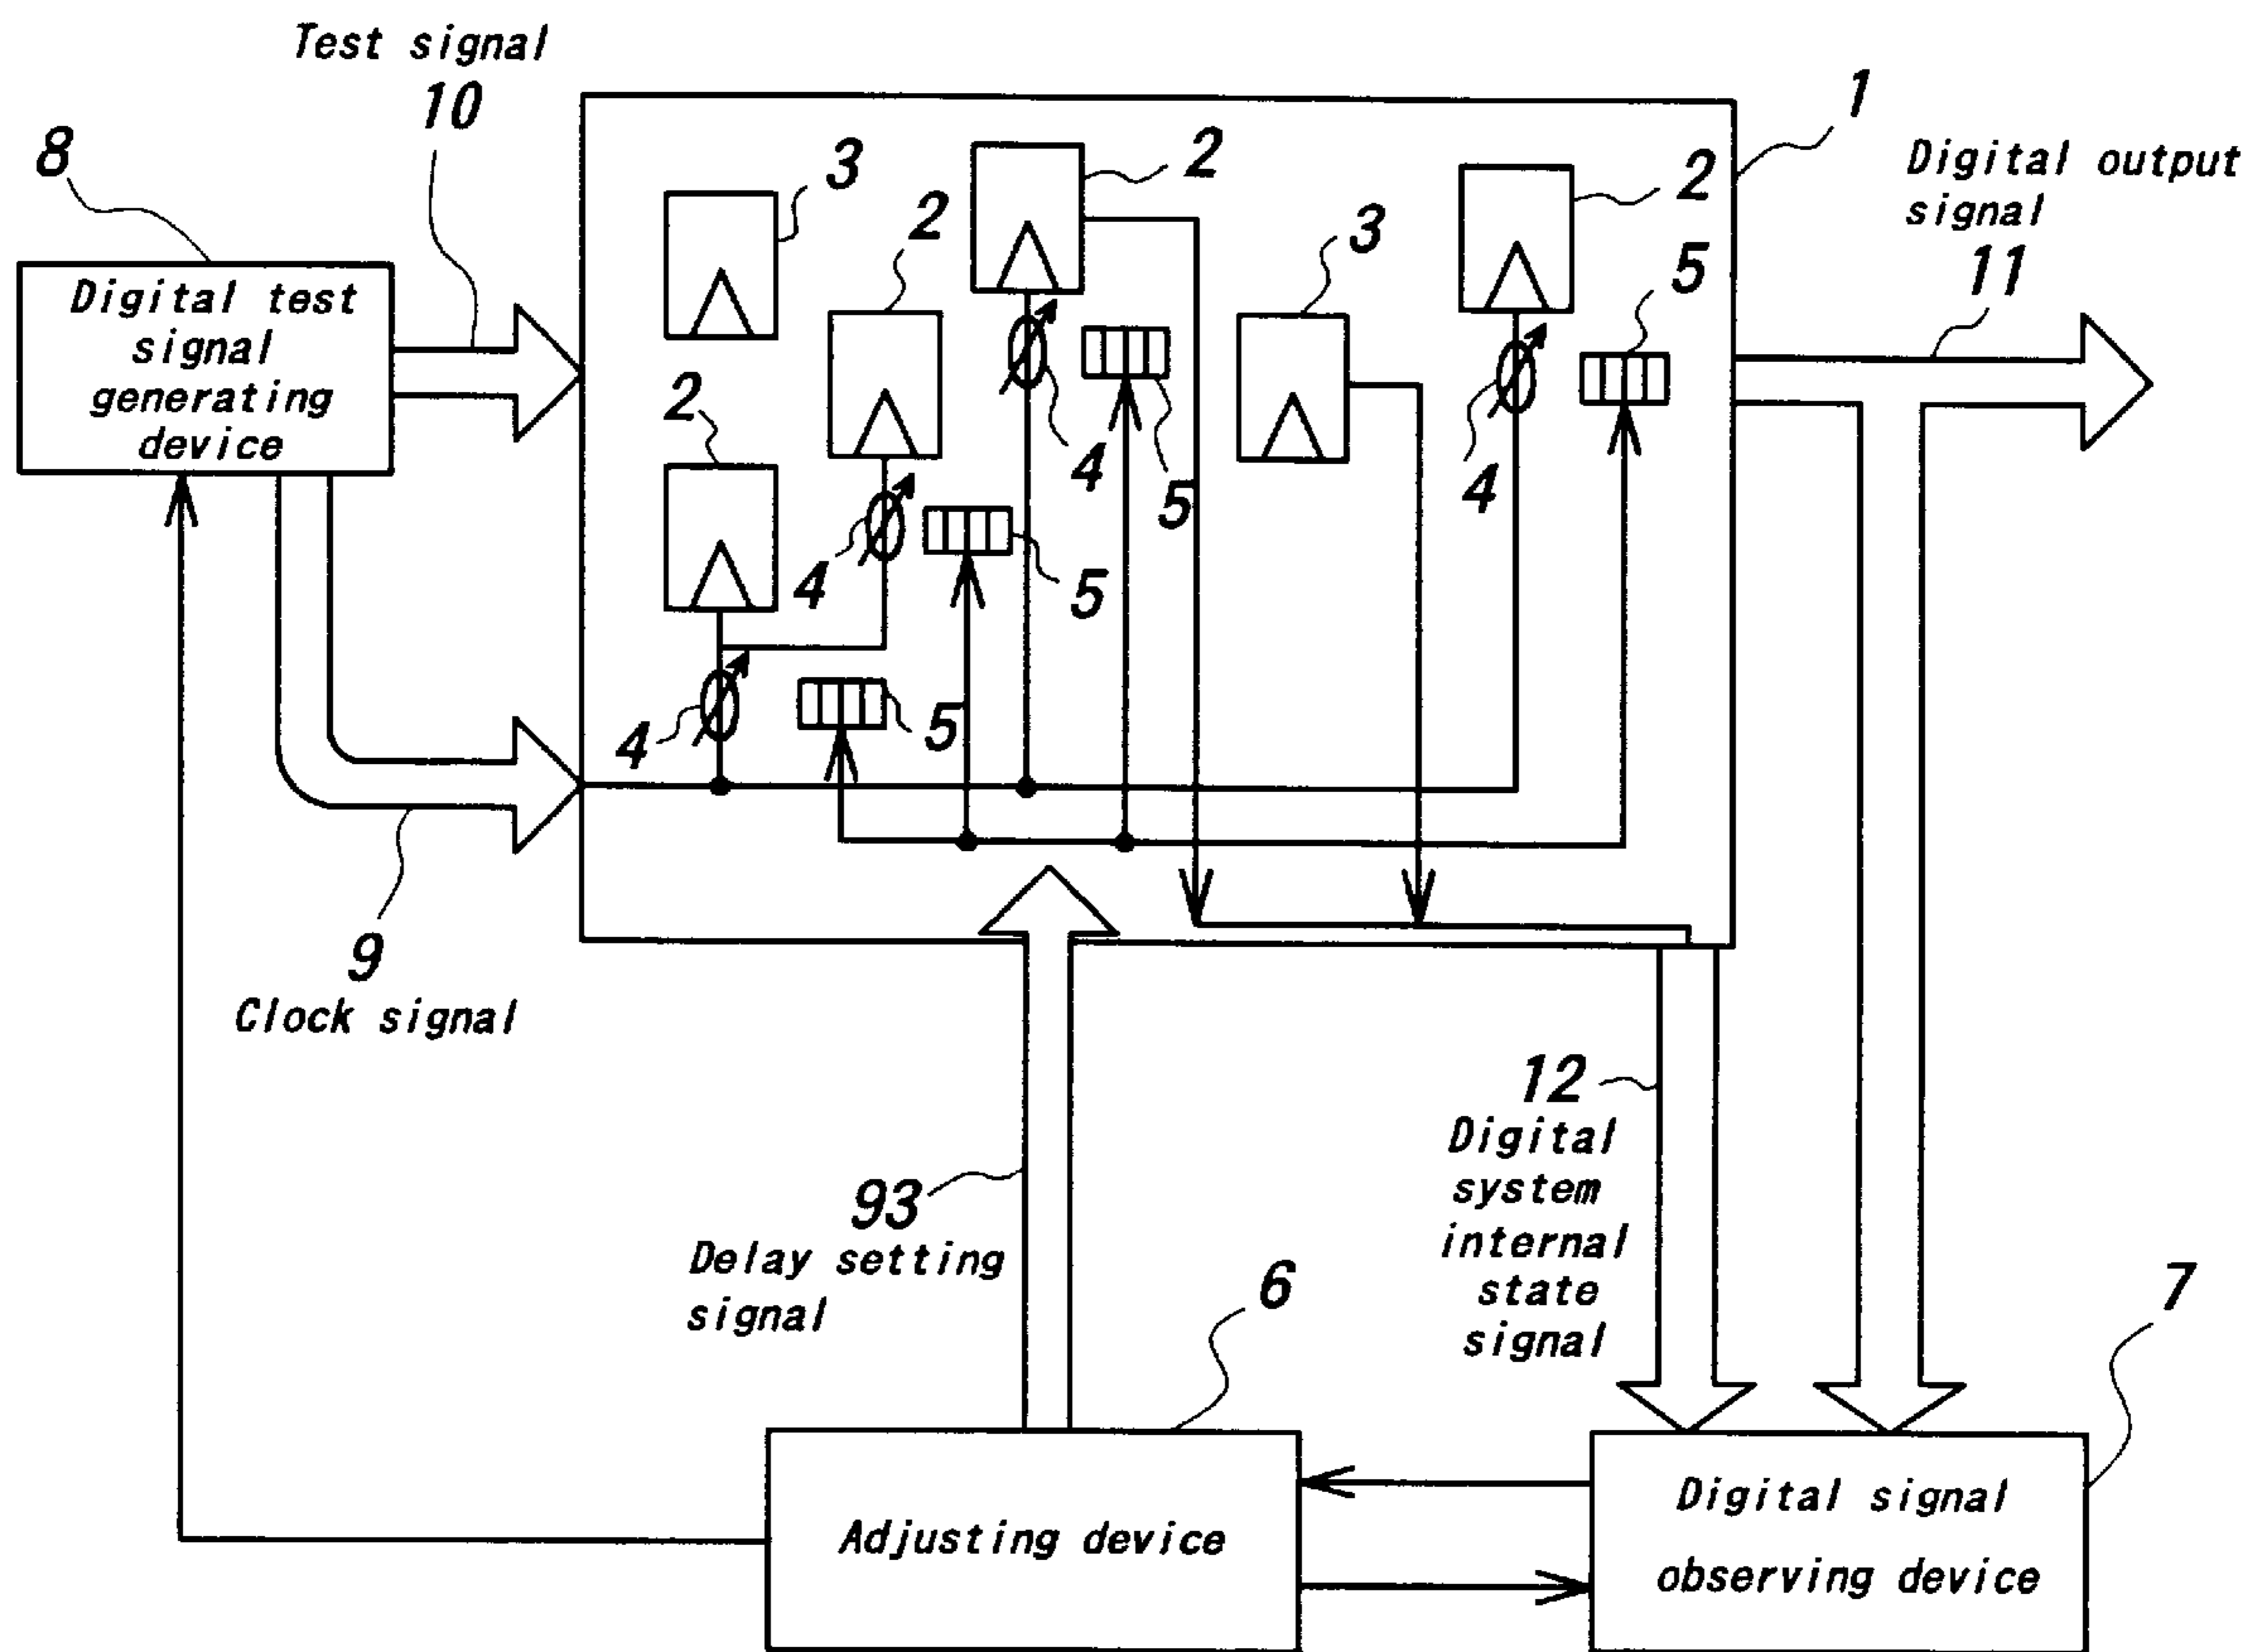 Test signal
10
8
Digital test
signal
generating
device
3
2
2
3
2
1
Digital output
signal
11
5
2
4
5
4
4
5
4
5
9
Clock signal
12
Digital
system
internal
state
signal
93
Delay setting
signal
6
7
Adjusting device
Digital signal
observing device